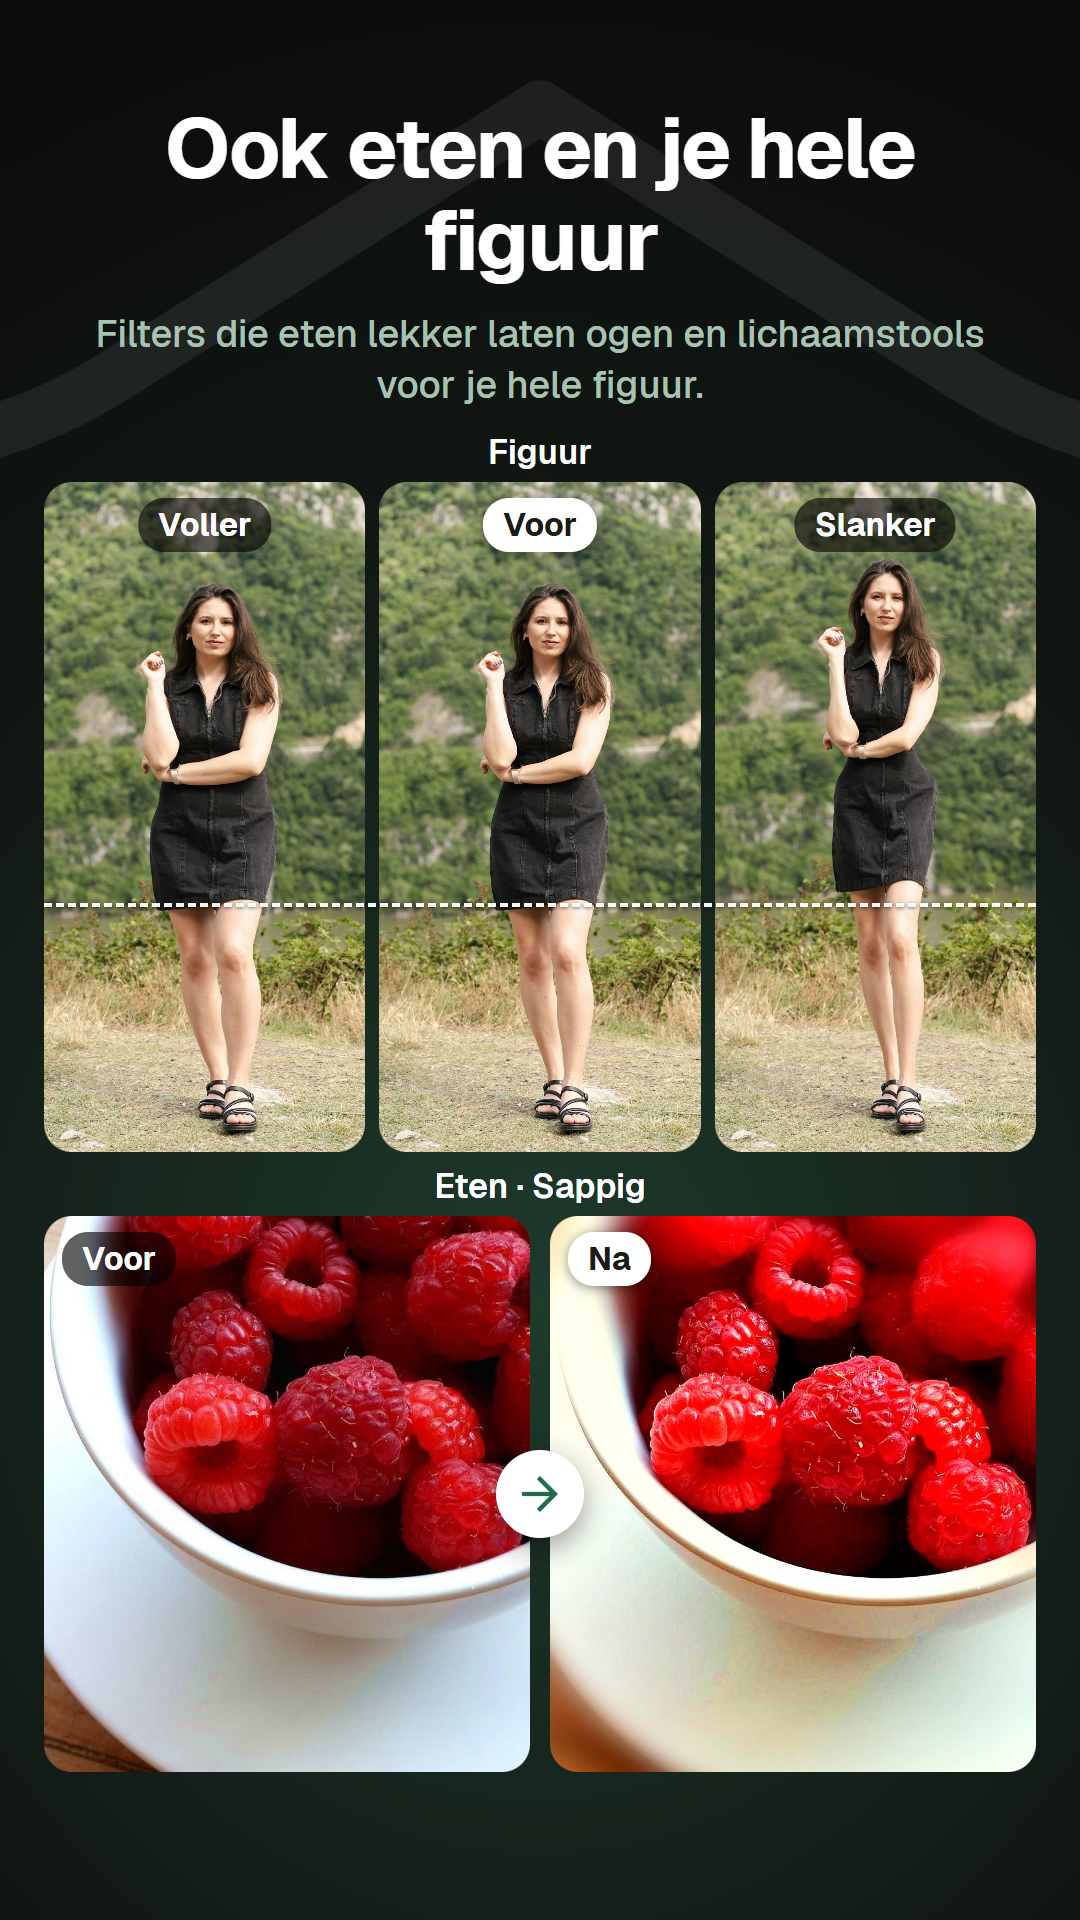 Ook eten en je hele
figuur
Filters die eten lekker laten ogen en lichaamstools
voor je hele figuur.
Figuur
Voller
Voor
Slanker
Eten · Sappig
Voor
Na